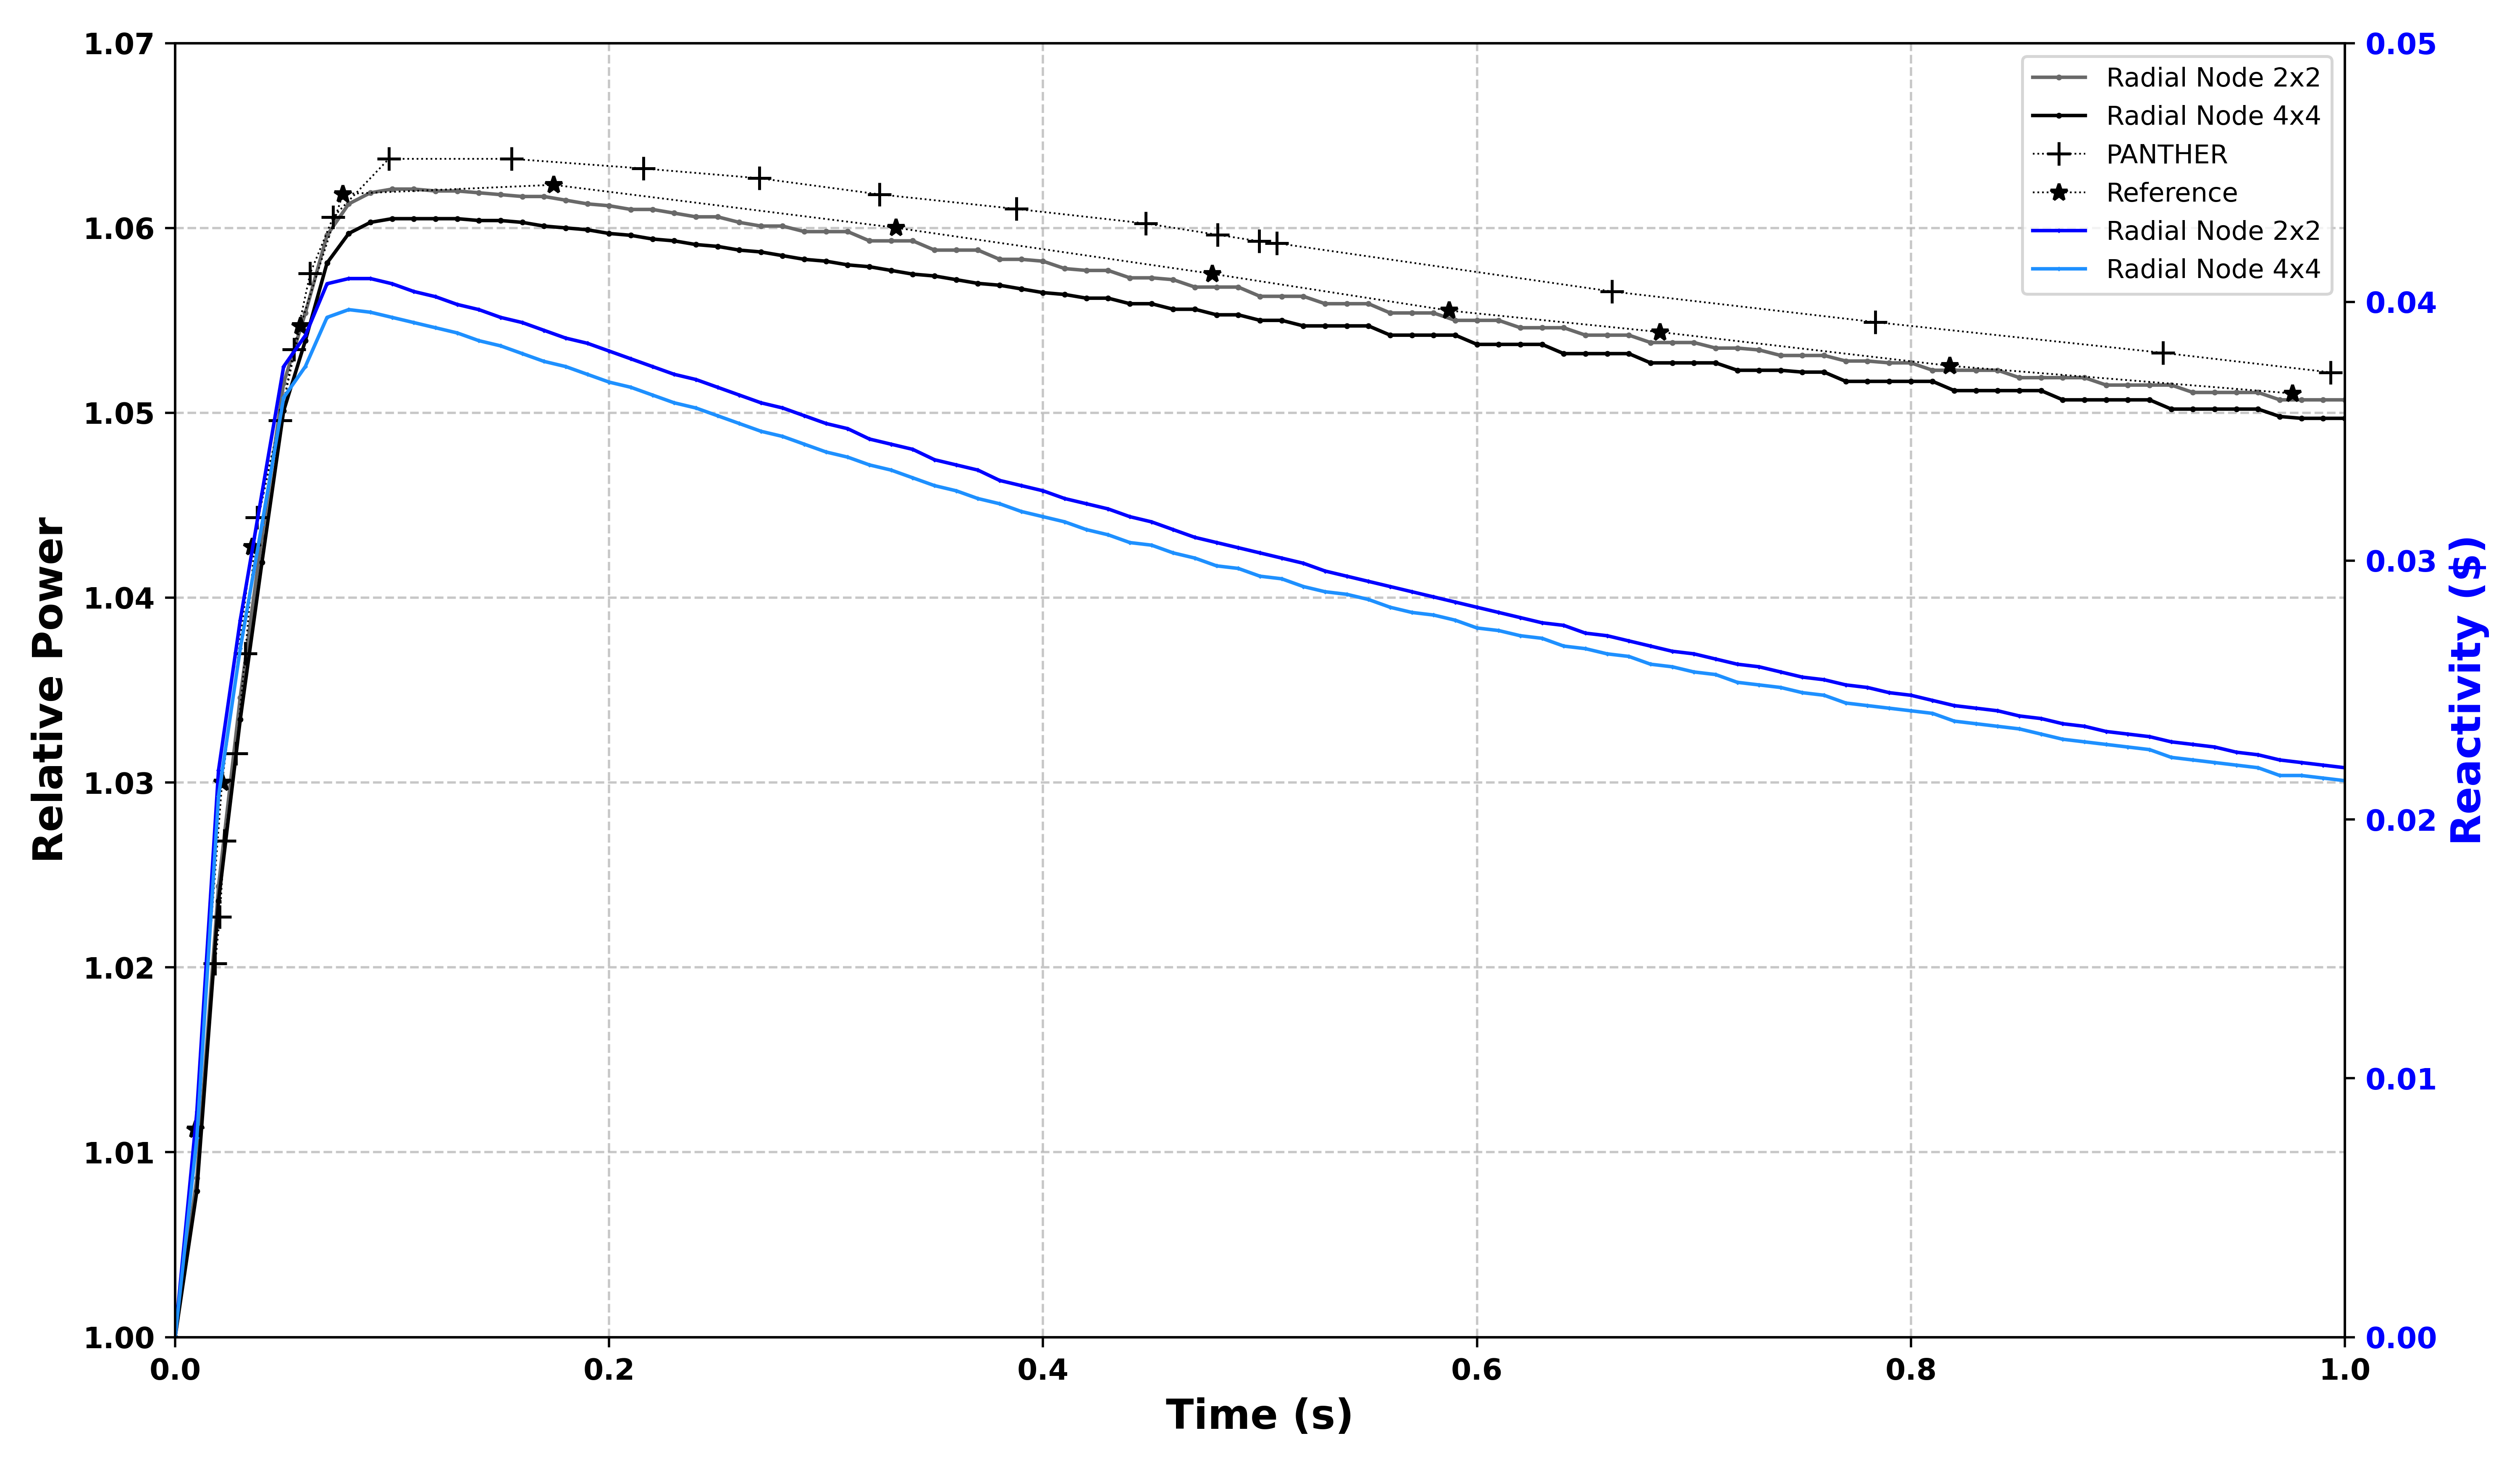 1.07
1.06
1.05
1.04
1.03
1.02
1.01
1.00
Relative Power
0.0
0.2
0.4
0.6
0.8
1.0
Time (s)
0.05
0.04
0.03
0.02
0.01
0.00
Reactivity ($)
Radial Node 2x2
Radial Node 4x4
PANTHER
Reference
Radial Node 2x2
Radial Node 4x4